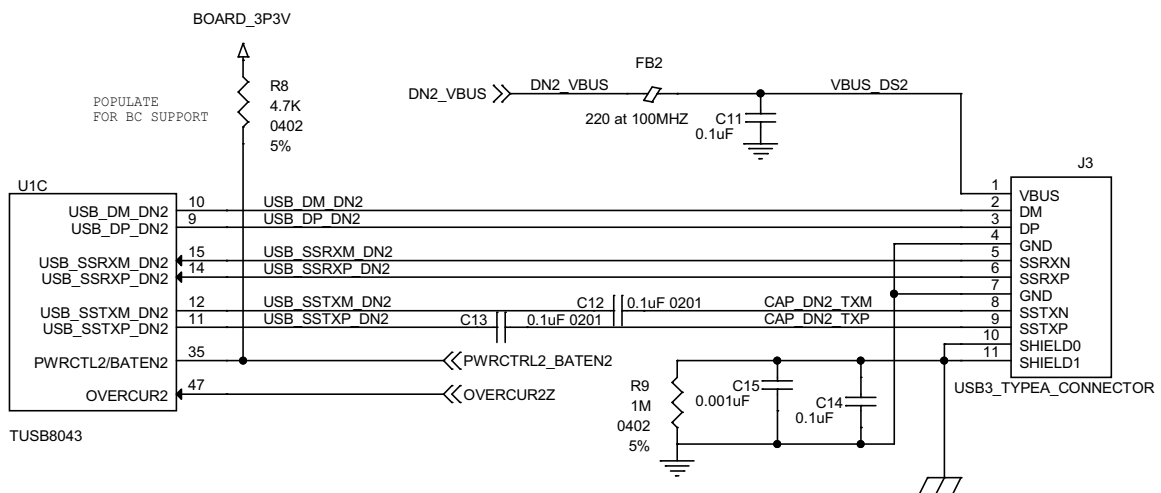 BOARD_3P3V
POPULATE
FOR BC SUPPORT
R8
4.7K
0402
5%
DN2_VBUS
DN2_VBUS
FB2
220 at 100MHZ
VBUS_DS2
C11
0.1uF
J3
U1C
USB_DM_DN2
10
USB_DM_DN2
1
VBUS
USB_DP_DN2
9
USB_DP_DN2
2
DM
3
DP
4
GND
USB_SSRXM_DN2
15
USB_SSRXM_DN2
5
SSRXN
USB_SSRXP_DN2
14
USB_SSRXP_DN2
6
SSRXP
7
GND
USB_SSTXM_DN2
12
USB_SSTXM_DN2
C12
0.1uF 0201
CAP_DN2_TXM
8
SSTXN
USB_SSTXP_DN2
11
USB_SSTXP_DN2
C13
0.1uF 0201
CAP_DN2_TXP
9
SSTXP
10
SHIELD0
PWRCTL2/BATEN2
35
PWRCTRL2_BATEN2
11
SHIELD1
OVERCUR2
47
OVERCUR2Z
R9
1M
0402
5%
C15
0.001uF
C14
0.1uF
USB3_TYPEA_CONNECTOR
TUSB8043